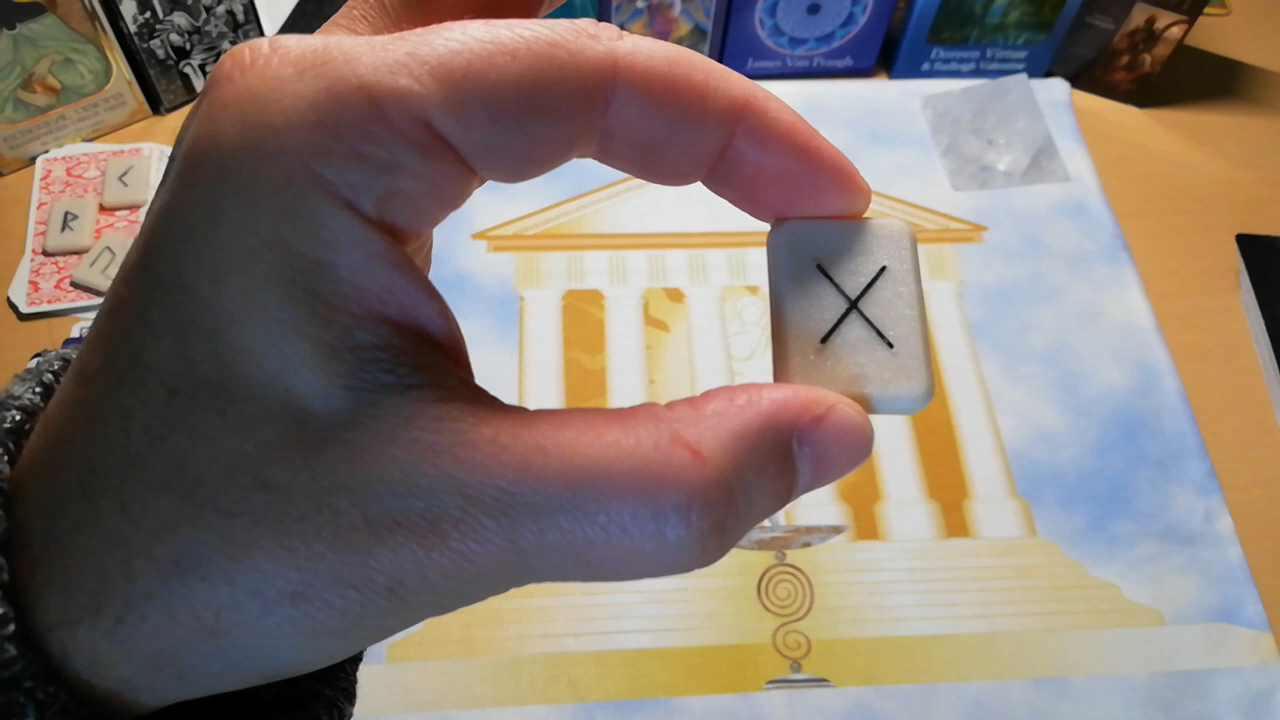 James Van Praagh
Doreen Virtue
& Radleigh Valentine
ᚲ
ᚱ
ᚢ
ᚷ